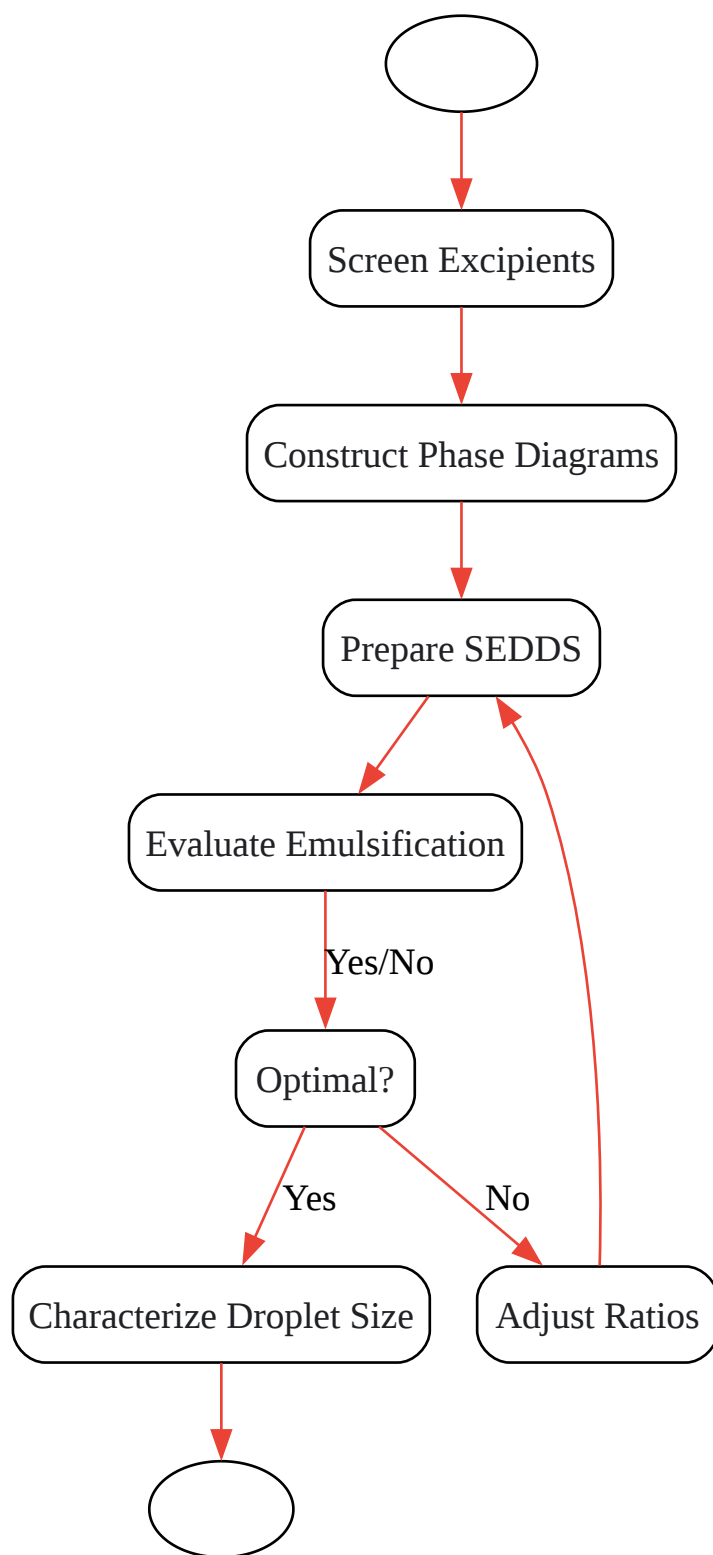 Screen Excipients
Construct Phase Diagrams
Prepare SEDDS
Evaluate Emulsification
Yes/No
Optimal?
Yes
No
Characterize Droplet Size
Adjust Ratios